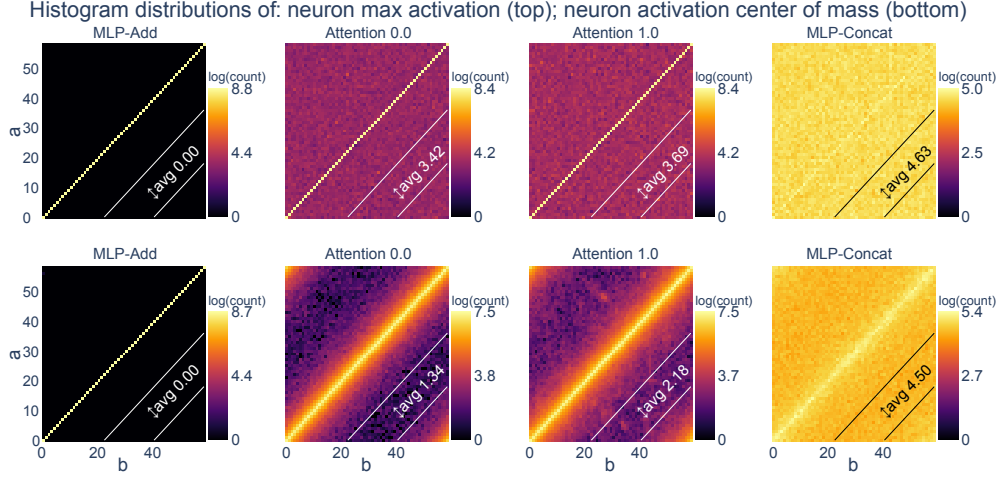 Histogram distributions of: neuron max activation (top); neuron activation center of mass (bottom)
MLP-Add
Attention 0.0
Attention 1.0
MLP-Concat
a
50
40
30
20
10
0
log(count)
8.8
4.4
0
↕avg 0.00
log(count)
8.4
4.2
0
↕avg 3.42
log(count)
8.4
4.2
0
↕avg 3.69
log(count)
5.0
2.5
0
↕avg 4.63
MLP-Add
Attention 0.0
Attention 1.0
MLP-Concat
a
50
40
30
20
10
0
log(count)
8.7
4.4
0
↕avg 0.00
0 20 40
b
log(count)
7.5
3.8
0
↕avg 1.34
0 20 40
b
log(count)
7.5
3.7
0
↕avg 2.18
0 20 40
b
log(count)
5.4
2.7
0
↕avg 4.50
0 20 40
b